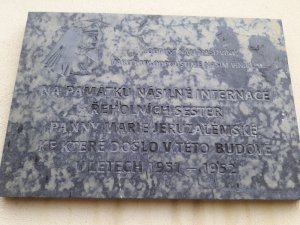 NA PAMÁTKU NÁSILNÉ INTERNACE
ŘEHOLNÍCH SESTER
PANNY MARIE JERUZALÉMSKÉ
KE KTERÉ DOŠLO V TÉTO BUDOVĚ
V LETECH 1951 – 1952